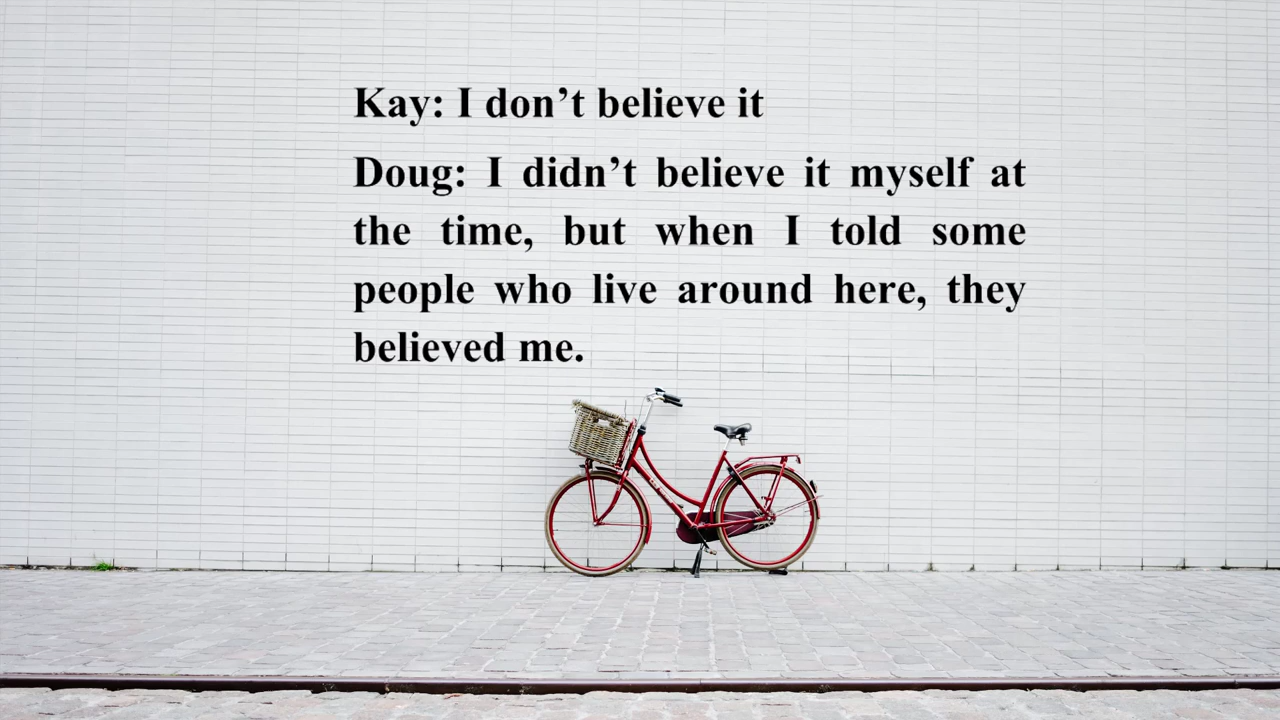 Kay: I don’t believe it
Doug: I didn’t believe it myself at
the time, but when I told some
people who live around here, they
believed me.